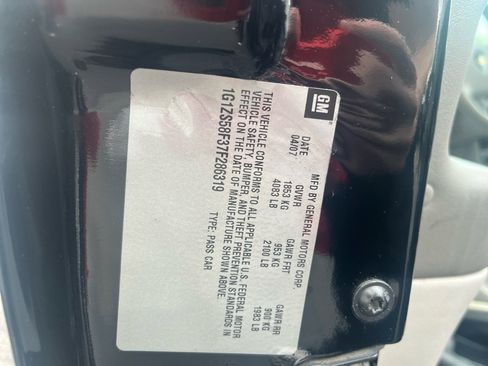 GM
MFD BY GENERAL MOTORS CORP.
DATE GVWR GAWR FRT GAWR RR
04/07 1853 KG 953 KG 900 KG
4083 LB 2100 LB 1983 LB
THIS VEHICLE CONFORMS TO ALL APPLICABLE U.S. FEDERAL MOTOR
VEHICLE SAFETY, BUMPER, AND THEFT PREVENTION STANDARDS IN
EFFECT ON THE DATE OF MANUFACTURE SHOWN ABOVE.
1G1ZS58F37F286319
TYPE: PASS CAR